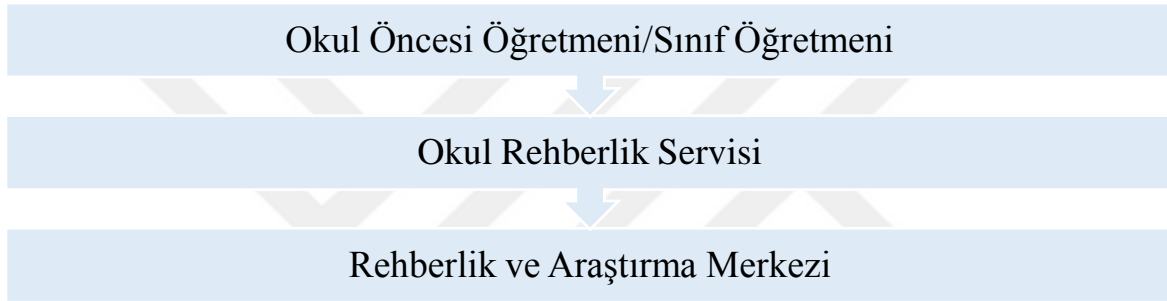 Okul Öncesi Öğretmeni/Sınıf Öğretmeni
Okul Rehberlik Servisi
Rehberlik ve Araştırma Merkezi